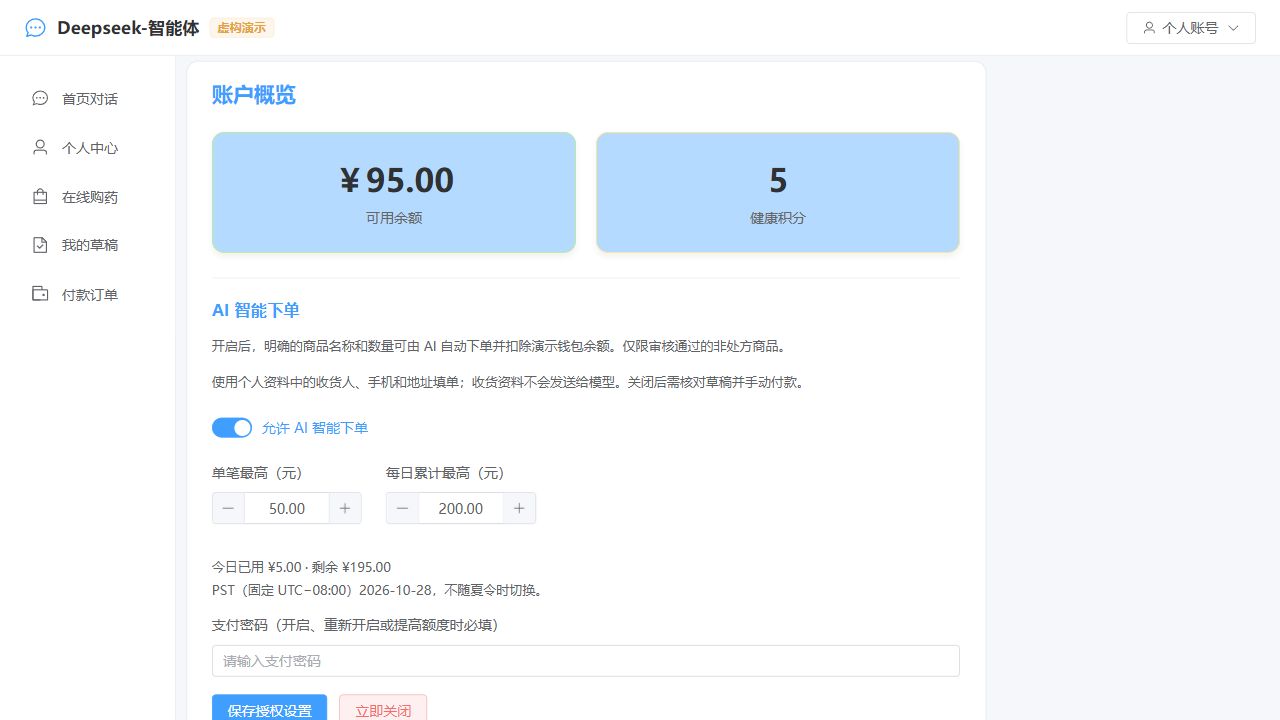 Deepseek-智能体 虚构演示
个人账号
首页对话
个人中心
在线购药
我的草稿
付款订单
账户概览
¥95.00
可用余额
5
健康积分
AI 智能下单
开启后，明确的商品名称和数量可由 AI 自动下单并扣除演示钱包余额。仅限审核通过的非处方商品。
使用个人资料中的收货人、手机和地址填单；收货资料不会发送给模型。关闭后需核对草稿并手动付款。
允许 AI 智能下单
单笔最高（元） 每日累计最高（元）
50.00 200.00
今日已用 ¥5.00 · 剩余 ¥195.00
PST（固定 UTC−08:00）2026-10-28，不随夏令时切换。
支付密码（开启、重新开启或提高额度时必填）
请输入支付密码
保存授权设置 立即关闭